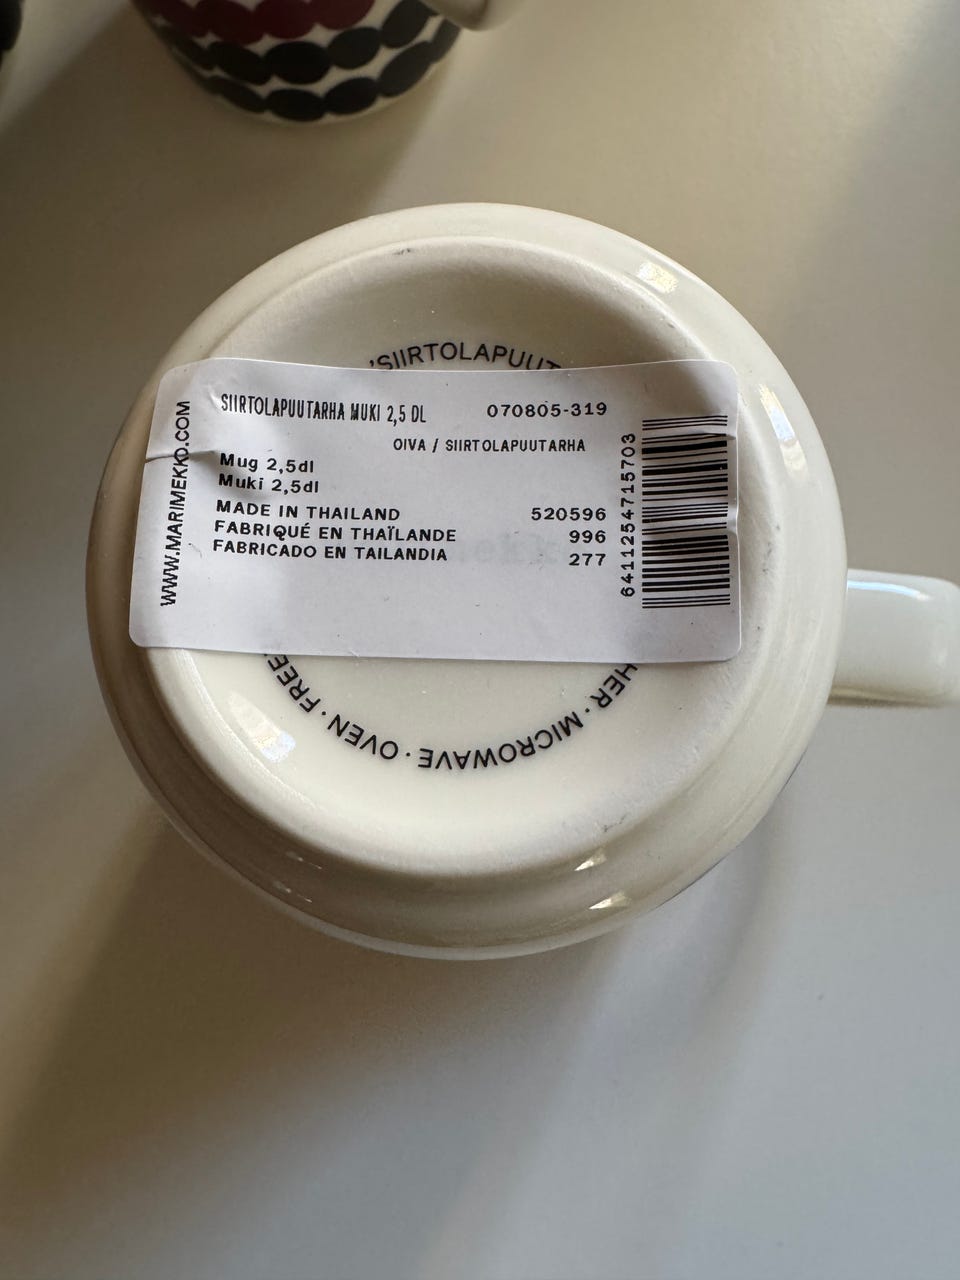 'SIIRTOLAPUUT
SIIRTOLAPUUTARHA MUKI 2,5 DL 070805-319
OIVA / SIIRTOLAPUUTARHA
Mug 2,5dl
Muki 2,5dl
MADE IN THAILAND 520596
FABRIQUÉ EN THAÏLANDE 996
FABRICADO EN TAILANDIA 277
WWW.MARIMEKKO.COM
6411254715703
HER · MICROWAVE · OVEN · FREE